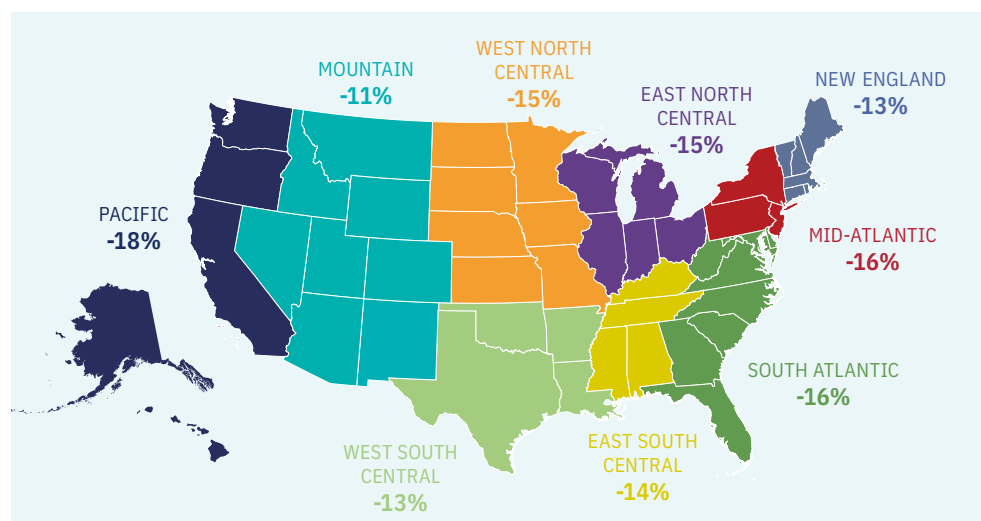 WEST NORTH
CENTRAL
-15%
MOUNTAIN
-11%
NEW ENGLAND
-13%
EAST NORTH
CENTRAL
-15%
PACIFIC
-18%
MID-ATLANTIC
-16%
SOUTH ATLANTIC
-16%
EAST SOUTH
CENTRAL
-14%
WEST SOUTH
CENTRAL
-13%